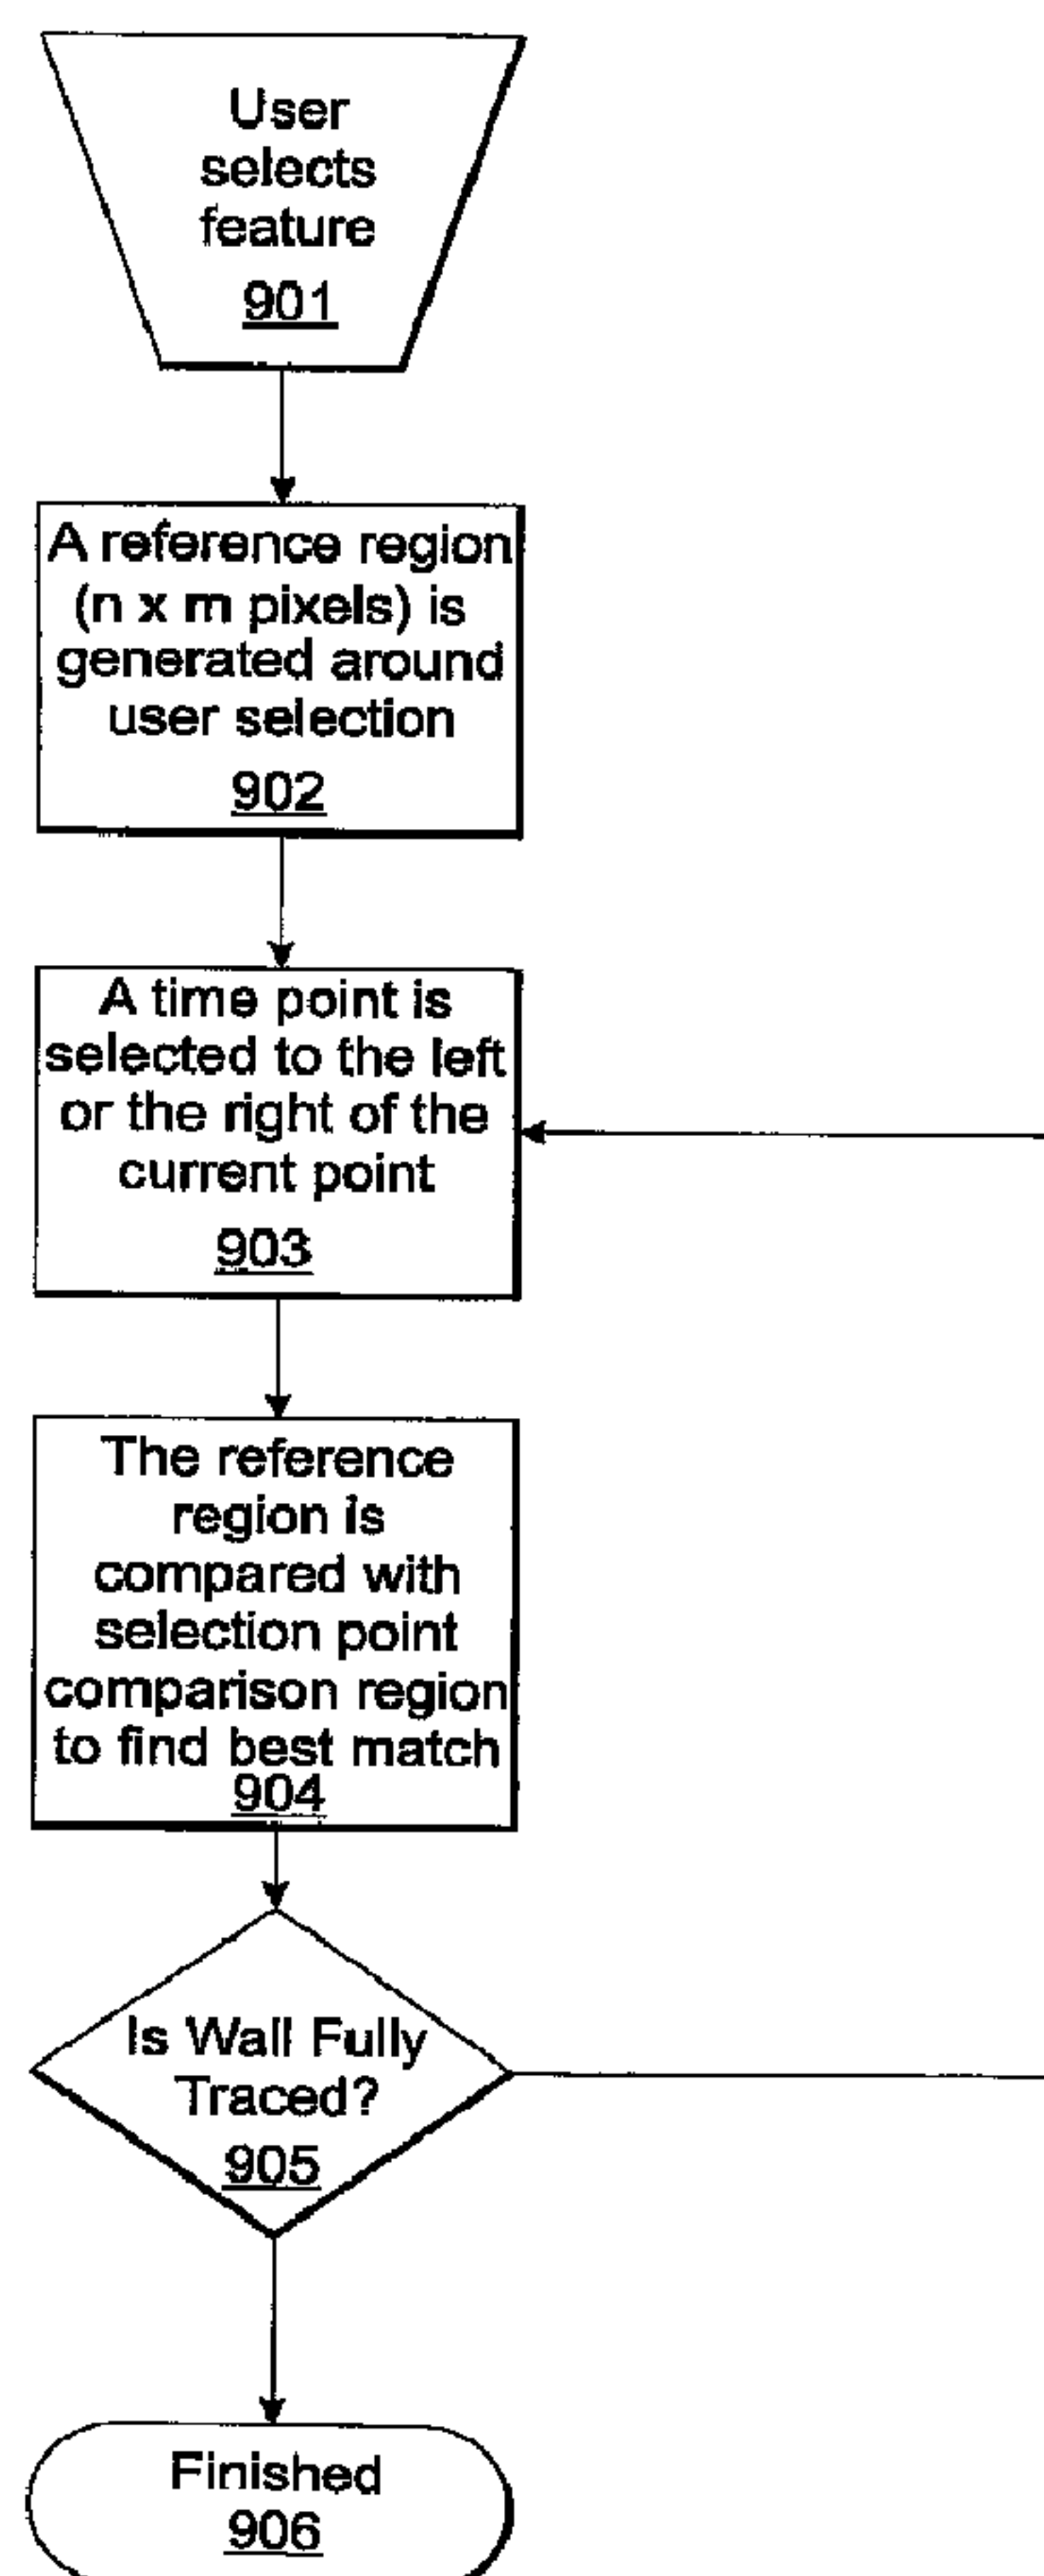 User
selects
feature
901
A reference region
(n x m pixels) is
generated around
user selection
902
A time point is
selected to the left
or the right of the
current point
903
The reference
region is
compared with
selection point
comparison region
to find best match
904
Is Wall Fully
Traced?
905
Finished
906